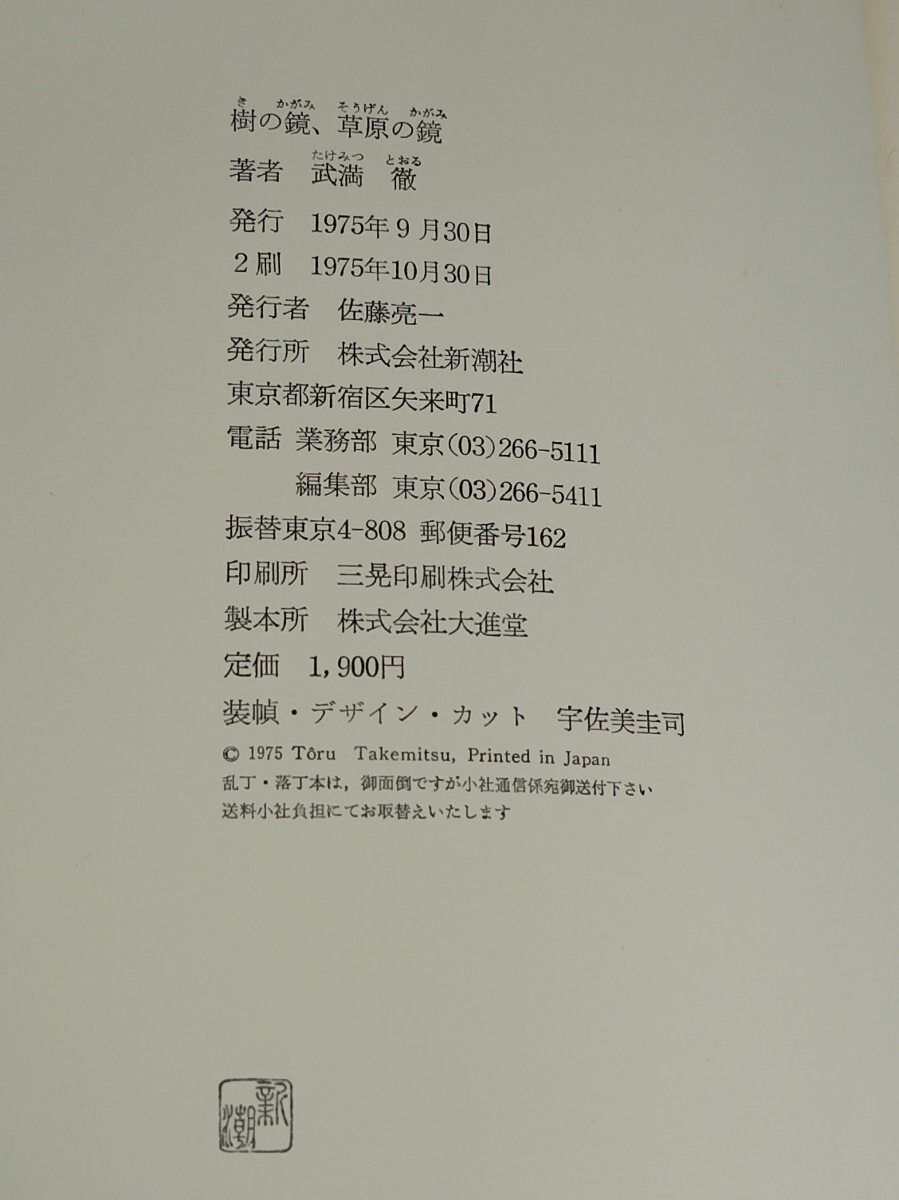 樹の鏡、草原の鏡
著者 武満 徹
発行 1975年9月30日
2刷 1975年10月30日
発行者 佐藤亮一
発行所 株式会社新潮社
東京都新宿区矢来町71
電話 業務部 東京(03)266-5111
編集部 東京(03)266-5411
振替東京4-808 郵便番号162
印刷所 三晃印刷株式会社
製本所 株式会社大進堂
定価 1,900円
装幀・デザイン・カット 宇佐美圭司
© 1975 Tôru Takemitsu, Printed in Japan
乱丁・落丁本は，御面倒ですが小社通信係宛御送付下さい
送料小社負担にてお取替えいたします
新潮